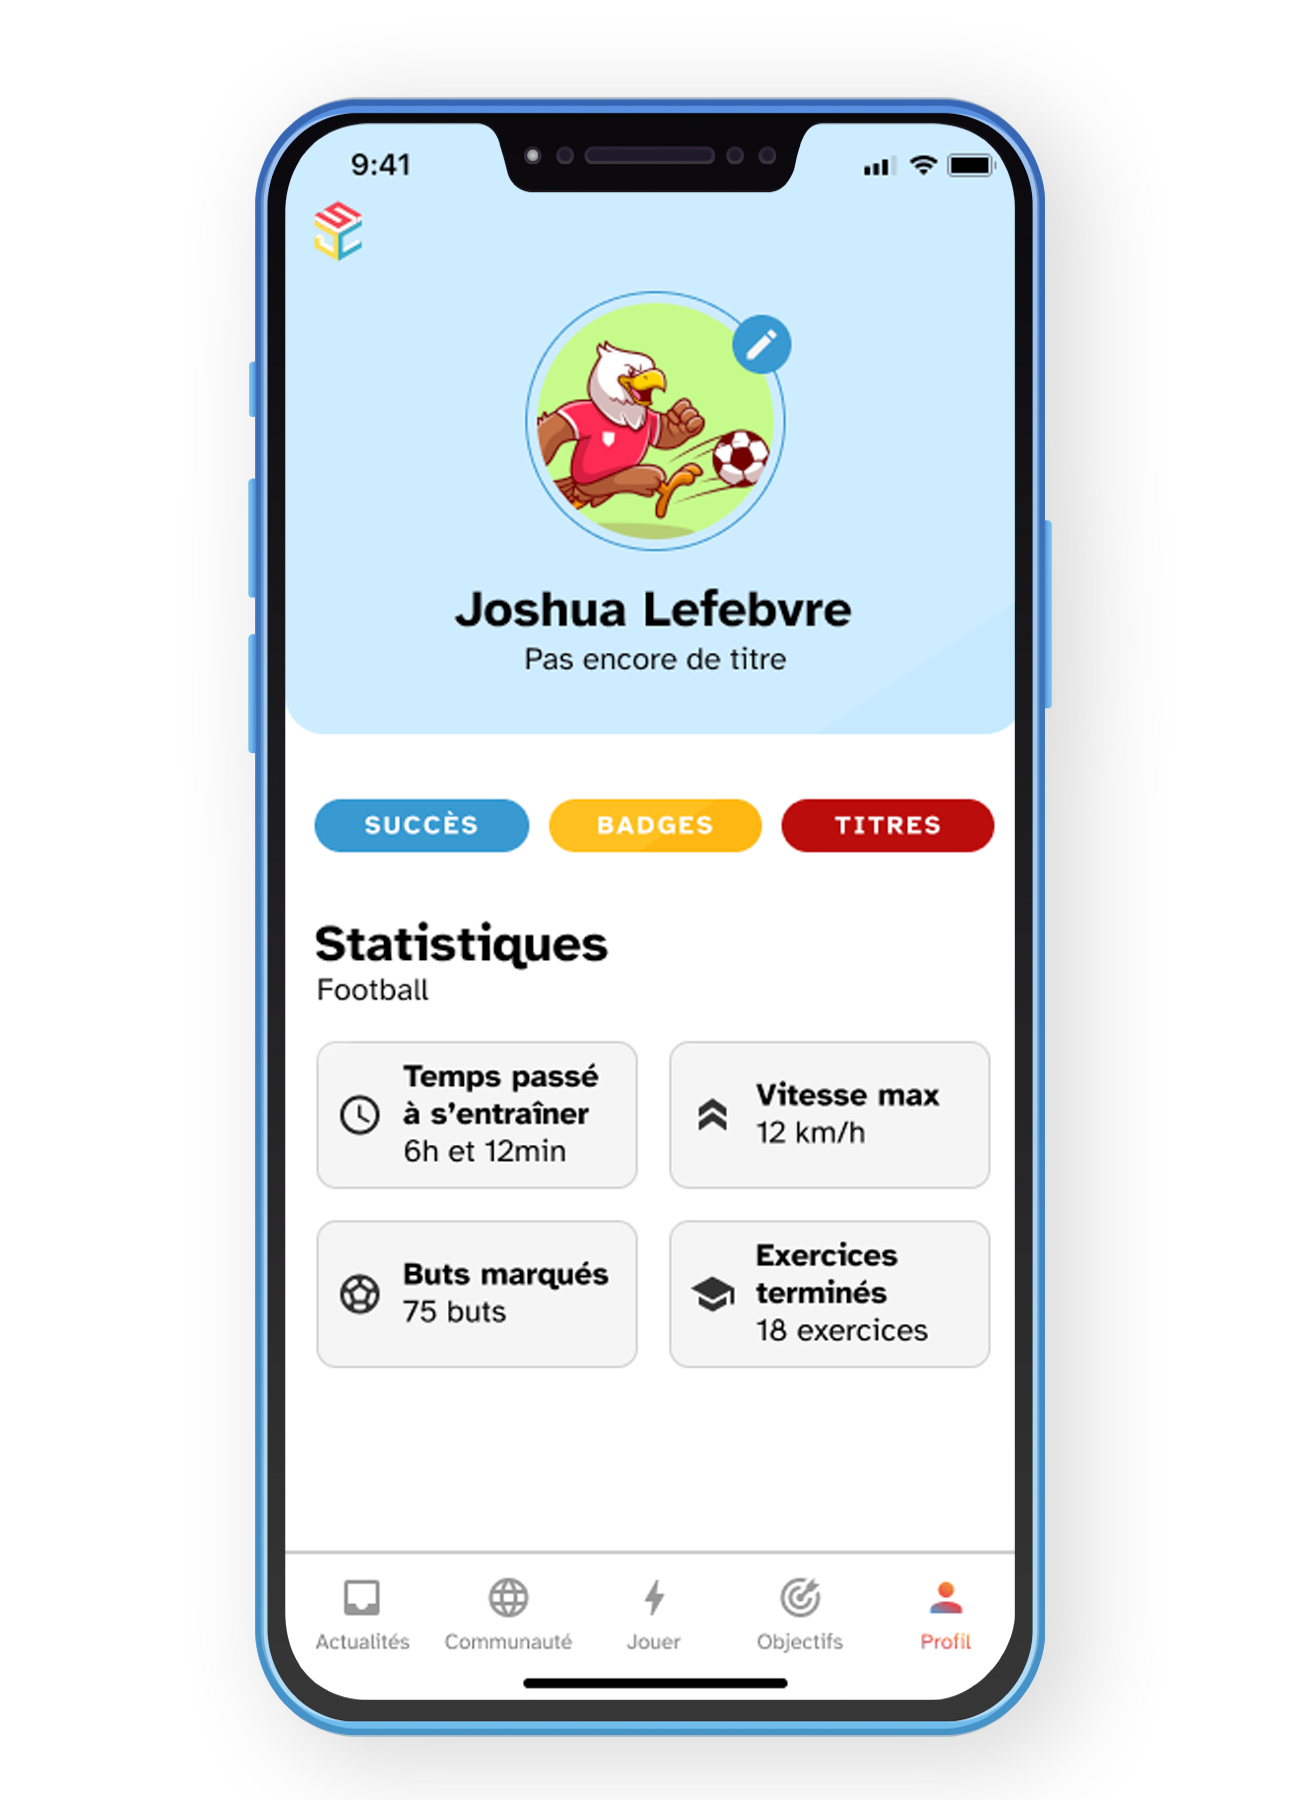 9:41
Joshua Lefebvre
Pas encore de titre
SUCCÈS
BADGES
TITRES
Statistiques
Football
Temps passé
à s’entraîner
6h et 12min
Vitesse max
12 km/h
Buts marqués
75 buts
Exercices
terminés
18 exercices
Actualités
Communauté
Jouer
Objectifs
Profil